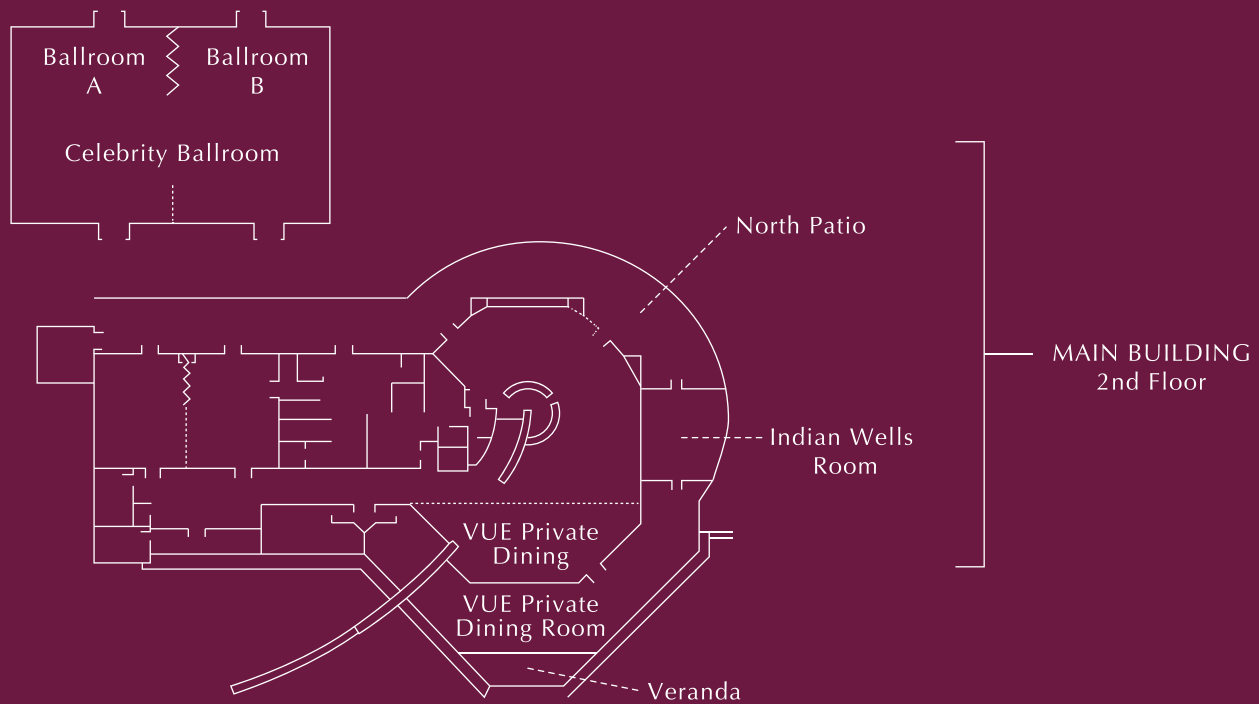 Ballroom
A
Ballroom
B
Celebrity Ballroom
North Patio
MAIN BUILDING
2nd Floor
Indian Wells
Room
VUE Private
Dining
VUE Private
Dining Room
Veranda